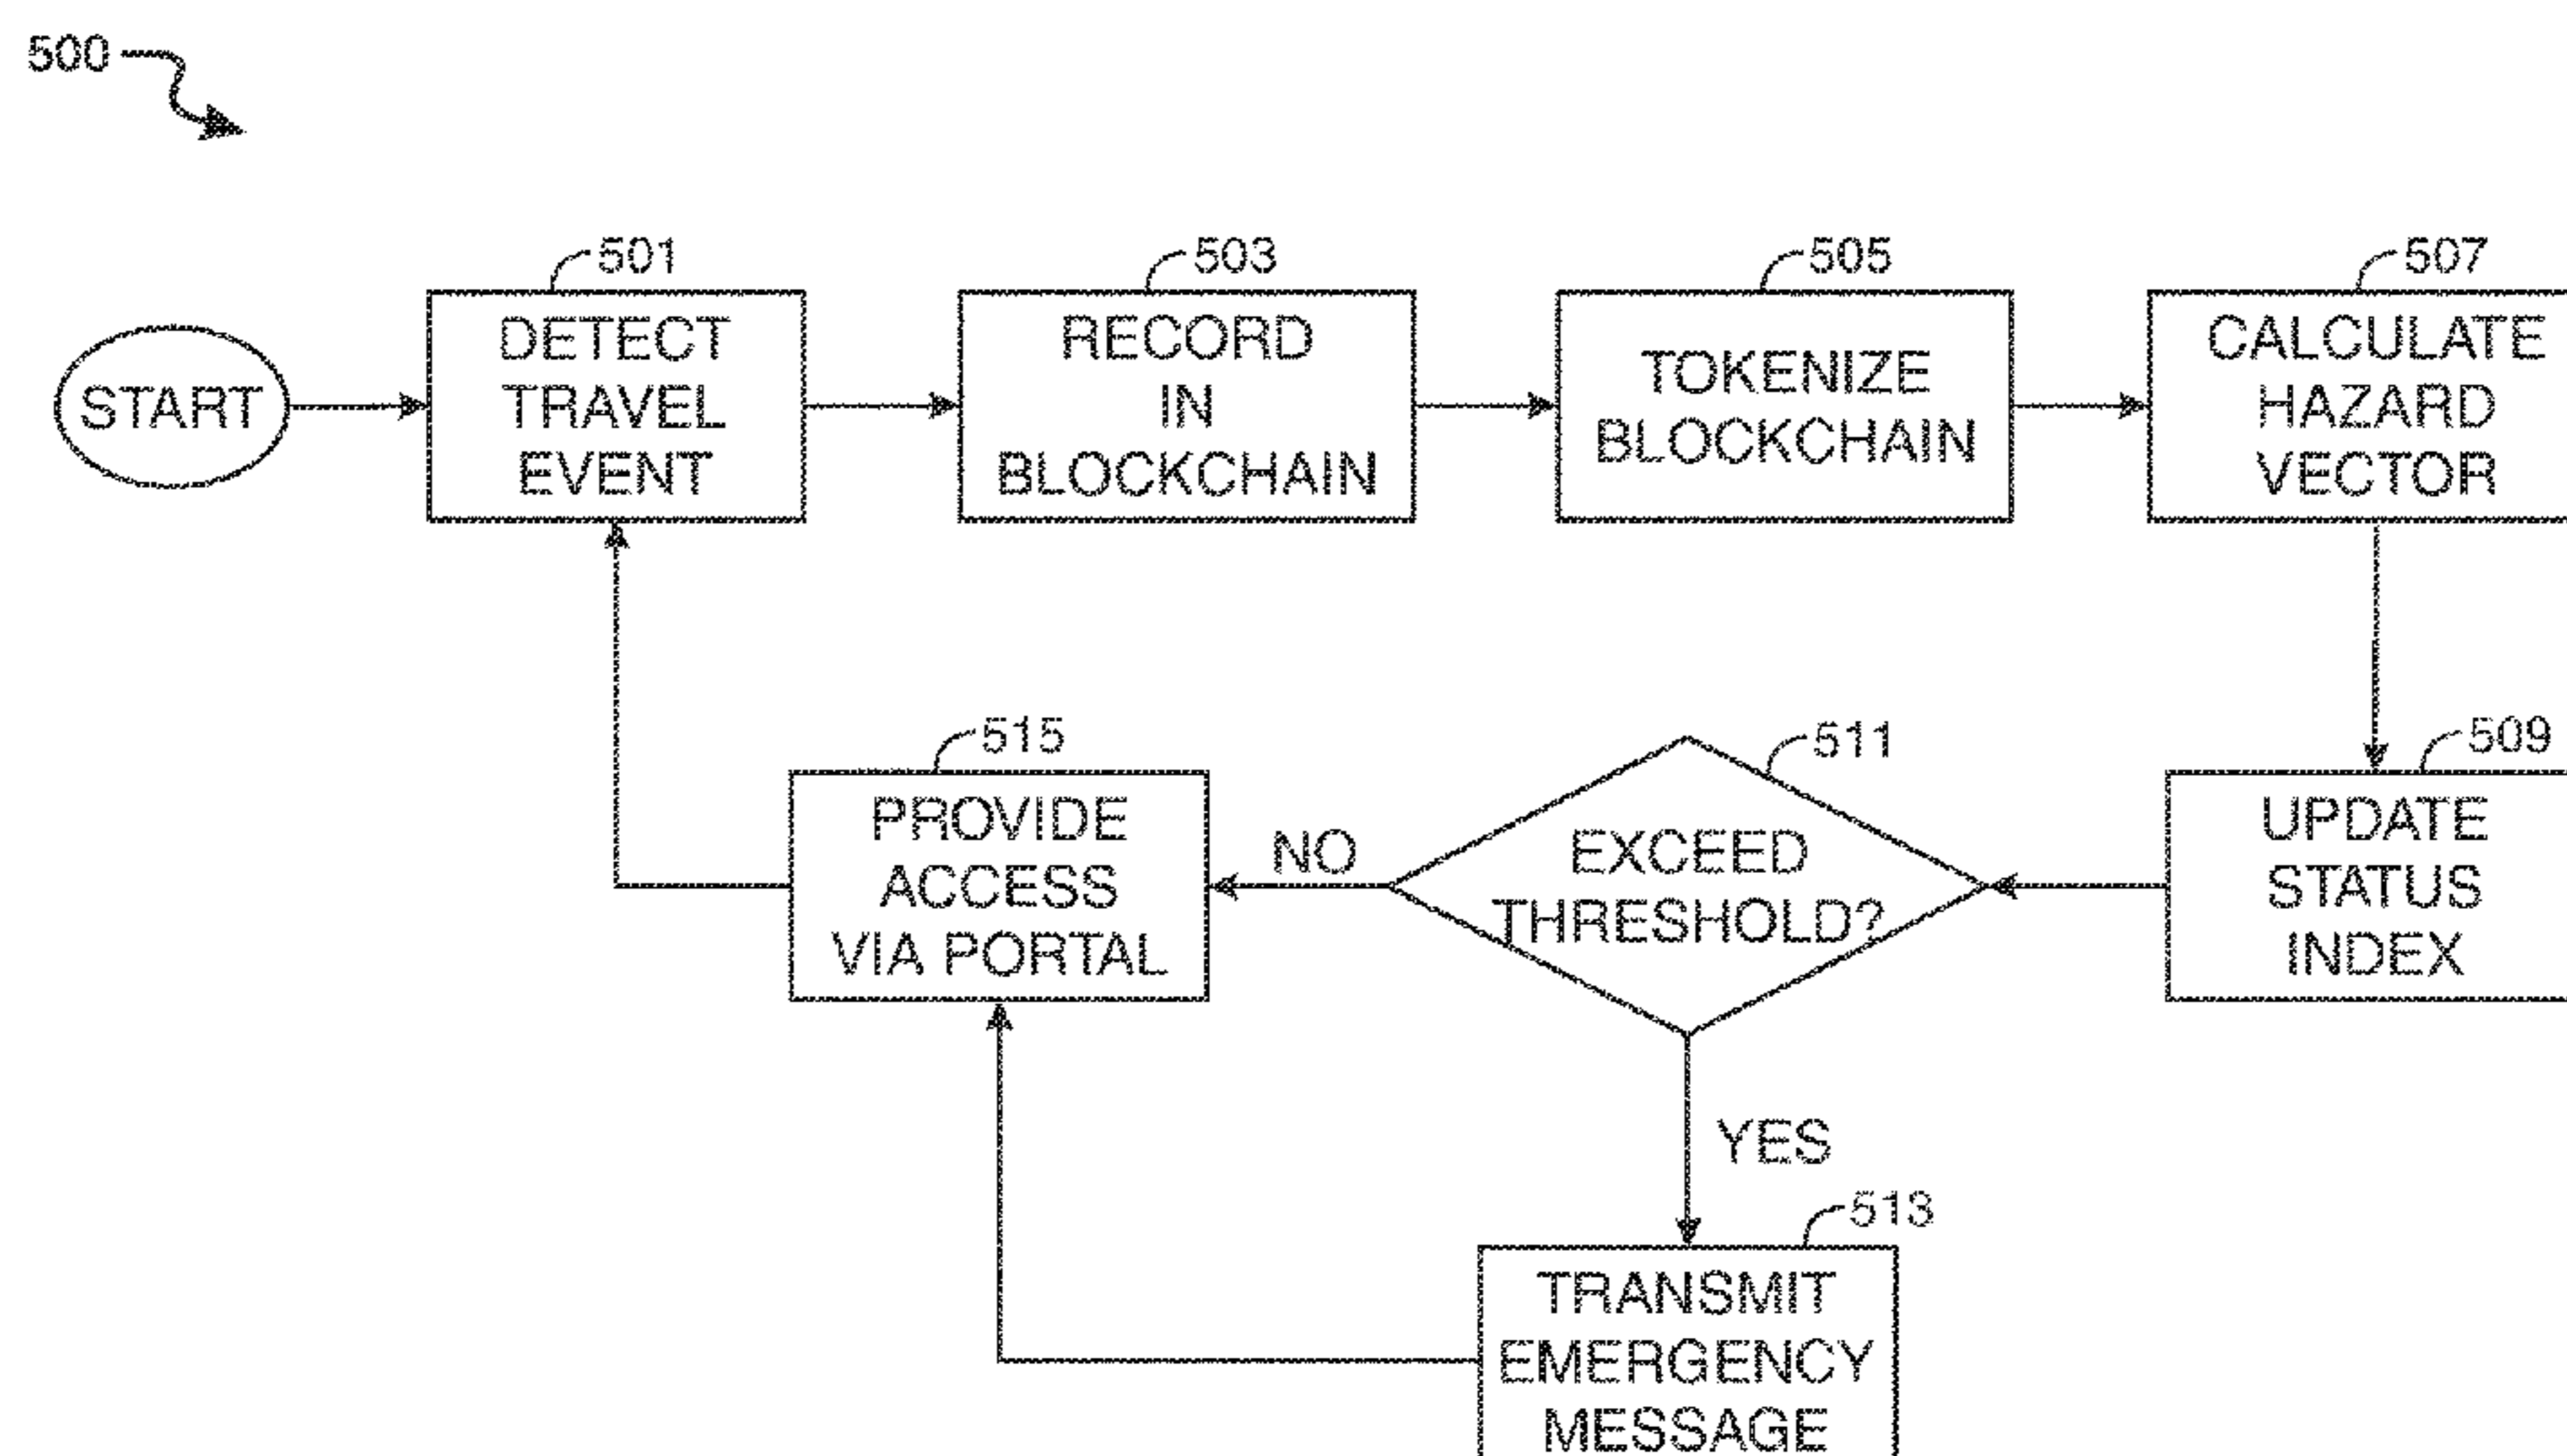 500
501
503
505
507
START
DETECT
TRAVEL
EVENT
RECORD
IN
BLOCKCHAIN
TOKENIZE
BLOCKCHAIN
CALCULATE
HAZARD
VECTOR
515
PROVIDE
ACCESS
VIA PORTAL
NO
511
EXCEED
THRESHOLD?
509
UPDATE
STATUS
INDEX
YES
513
TRANSMIT
EMERGENCY
MESSAGE